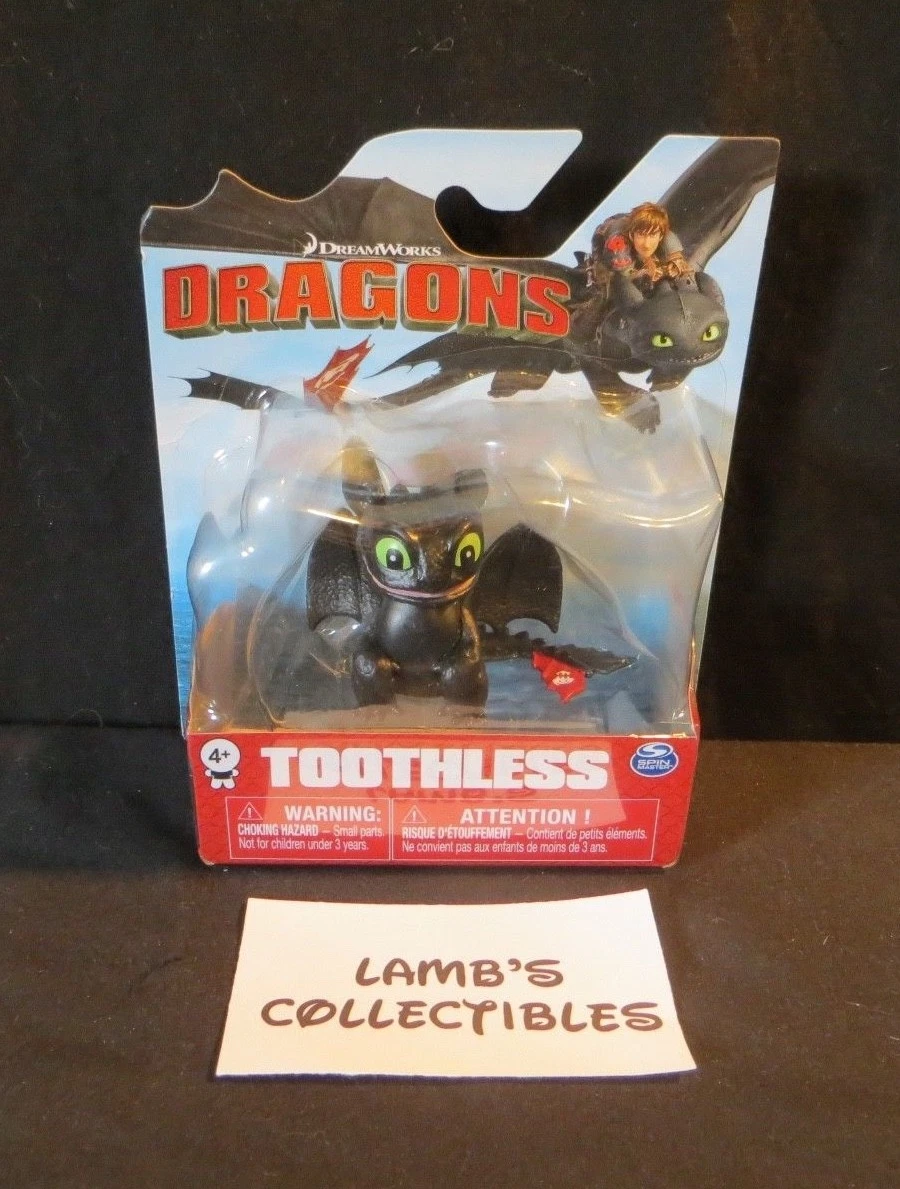 DREAMWORKS
DRAGONS
4+
TOOTHLESS
SPIN
MASTER
WARNING:
CHOKING HAZARD — Small parts.
Not for children under 3 years.
ATTENTION !
RISQUE D'ÉTOUFFEMENT — Contient de petits éléments.
Ne convient pas aux enfants de moins de 3 ans.
LAMB'S
COLLECTIBLES